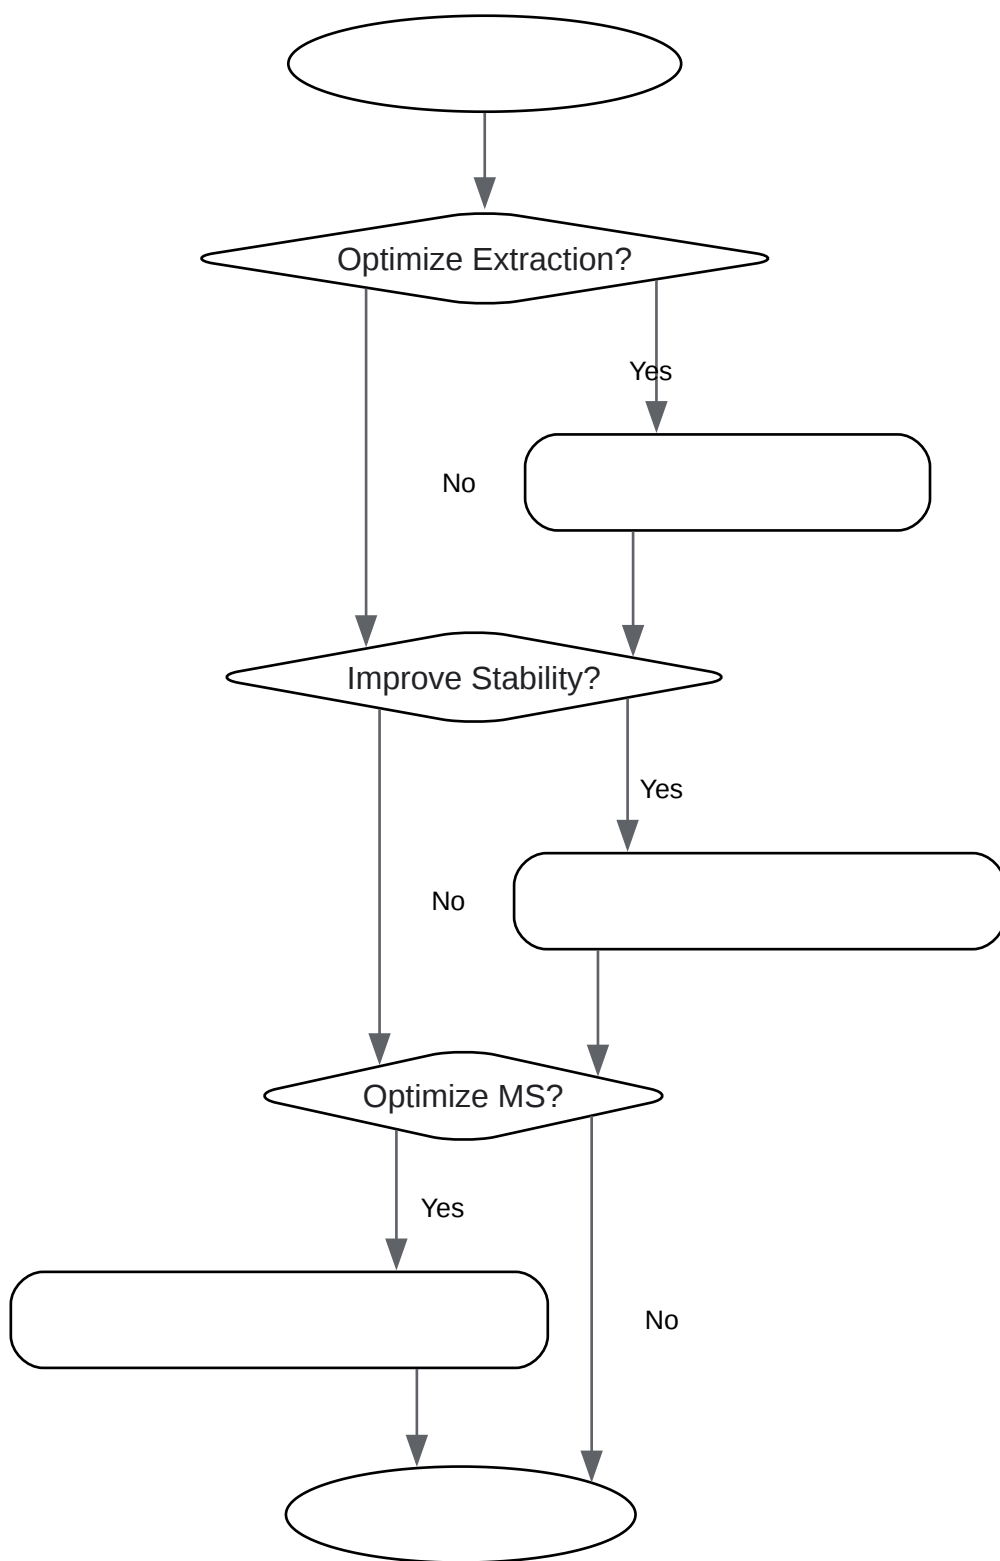 Optimize Extraction?
Yes
No
Improve Stability?
Yes
No
Optimize MS?
Yes
No